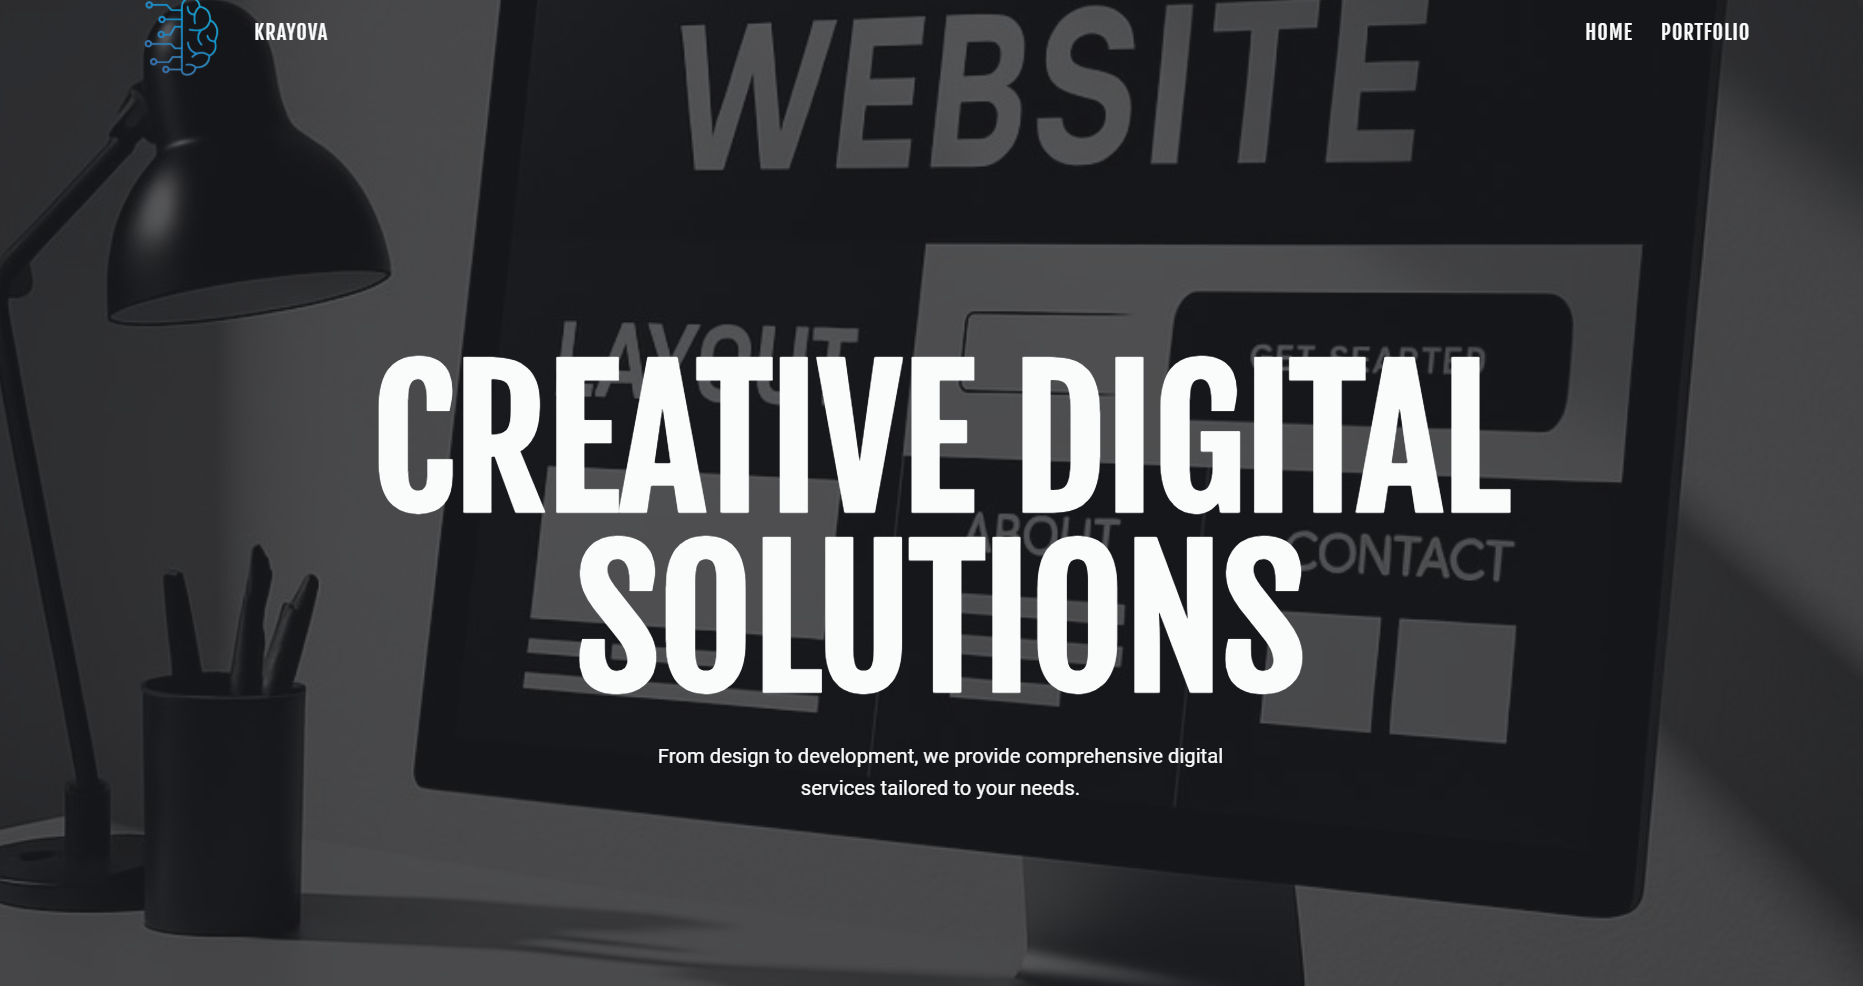 KRAYOVA
HOME PORTFOLIO
WEBSITE
LAYOUT
GET SEARTED
CREATIVE DIGITAL
SOLUTIONS
ABOUT
CONTACT
From design to development, we provide comprehensive digital
services tailored to your needs.